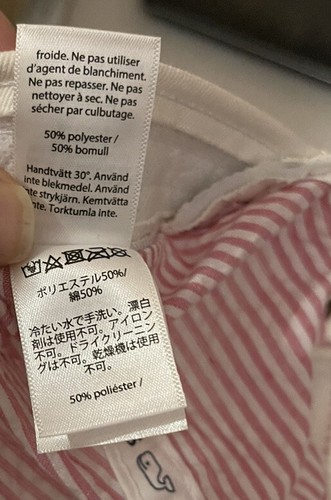 froide. Ne pas utiliser
d'agent de blanchiment.
Ne pas repasser. Ne pas
nettoyer à sec. Ne pas
sécher par culbutage.
50% polyester /
50% bomull
Handtvätt 30°. Använd
inte blekmedel. Använd
inte strykjärn. Kemtvätta
inte. Torktumla inte.
ポリエステル50%/
綿50%
冷たい水で手洗い。漂白
剤は使用不可。アイロン
不可。ドライクリーニン
グは不可。乾燥機は使用
不可。
50% poliéster /